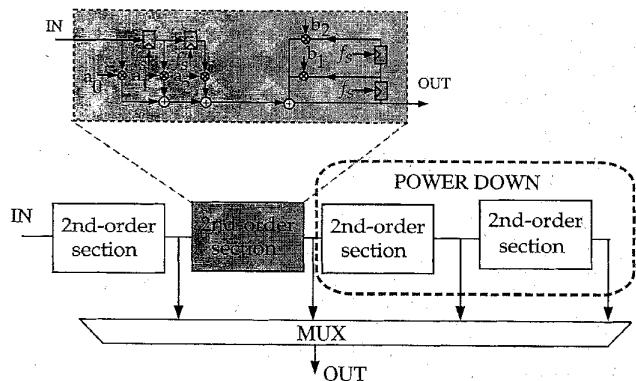 IN
b₂
b₁
fₛ
fₛ
a₀
OUT
POWER DOWN
IN
2nd-order
section
2nd-order
section
2nd-order
section
2nd-order
section
MUX
OUT